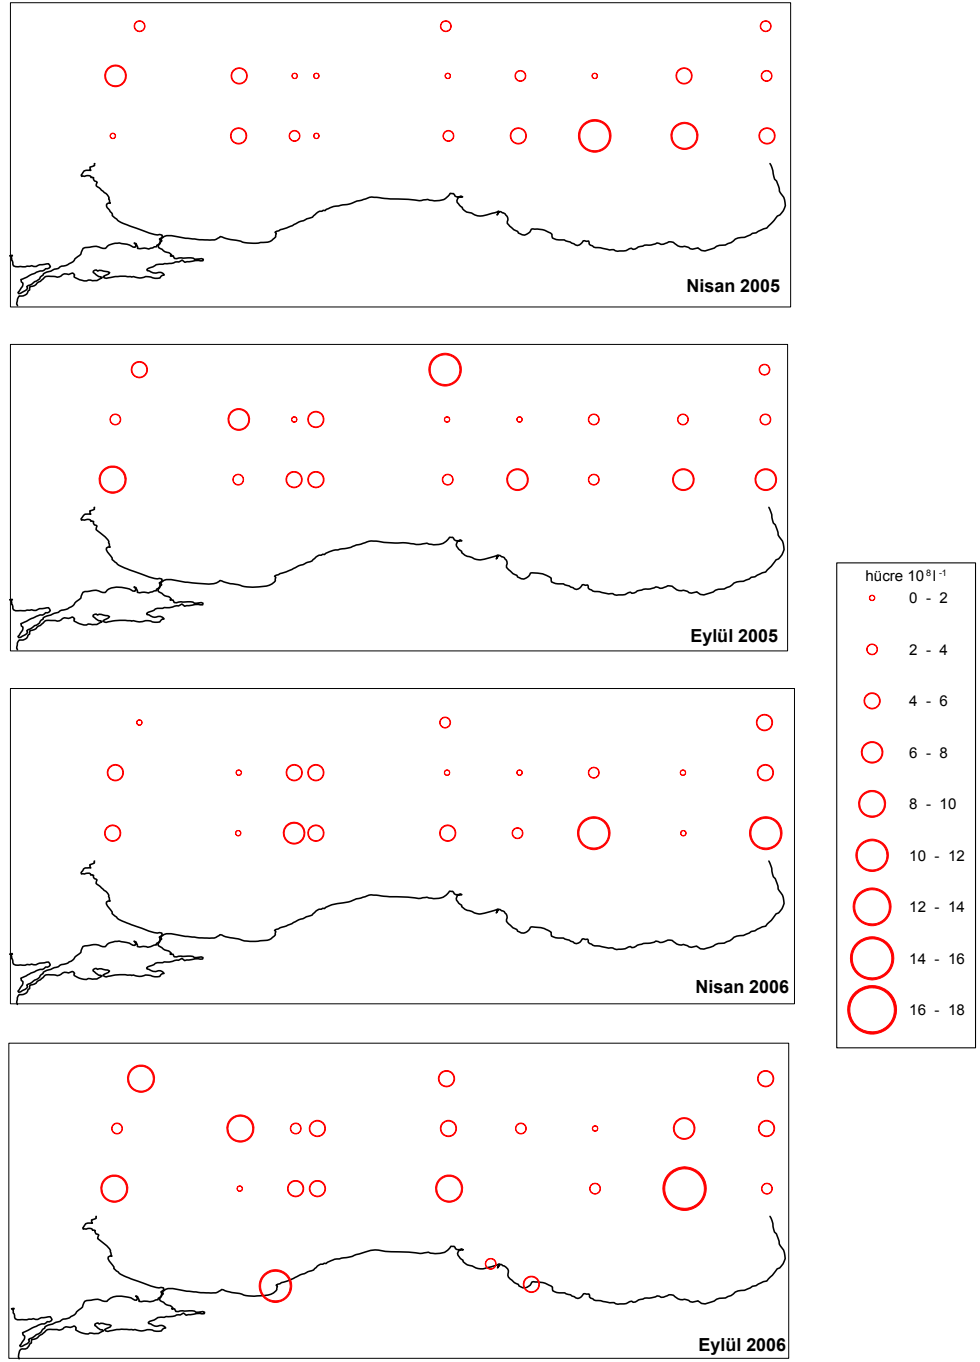 Nisan 2005
Eylül 2005
hücre 10⁸l⁻¹
0 - 2
2 - 4
4 - 6
6 - 8
8 - 10
10 - 12
12 - 14
14 - 16
16 - 18
Nisan 2006
Eylül 2006